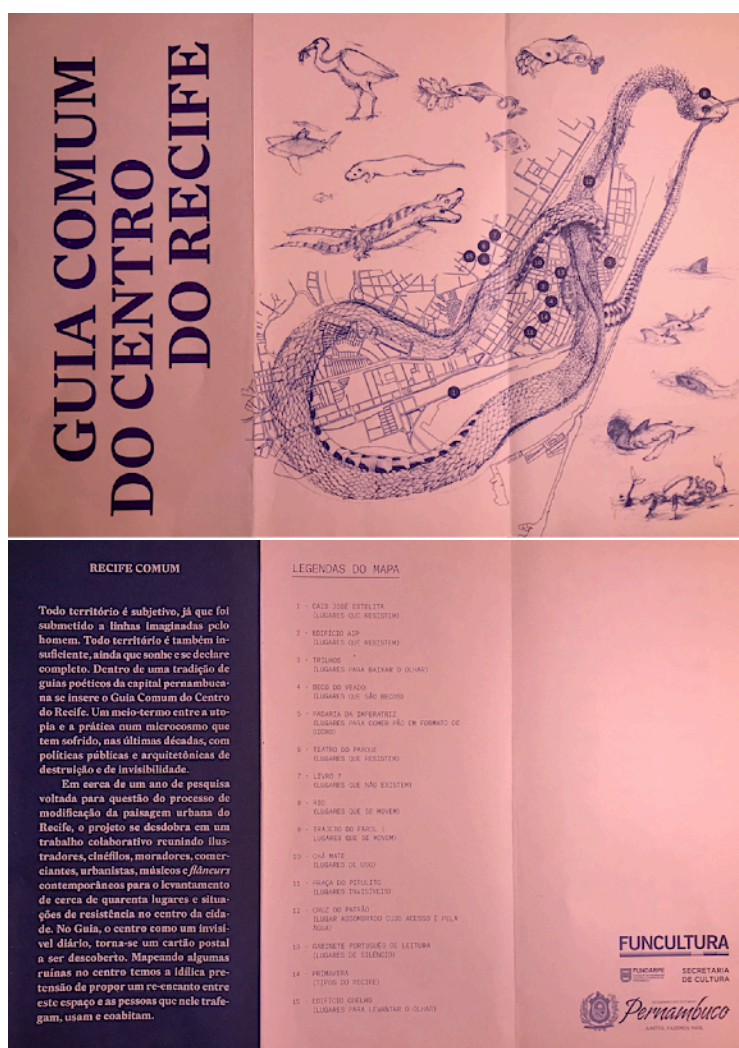 GUIA COMUM
DO CENTRO
DO RECIFE
RECIFE COMUM
Todo território é subjetivo, já que foi
submetido a linhas imaginadas pelo
homem. Todo território é também in-
suficiente, ainda que sonhe e se declare
completo. Dentro de uma tradição de
guias poéticos da capital pernambuca-
na se insere o Guia Comum do Centro
do Recife. Um meio-termo entre a uto-
pia e a prática num microcosmo que
tem sofrido, nas últimas décadas, com
políticas públicas e arquitetônicas de
destruição e de invisibilidade.
Em cerca de um ano de pesquisa
voltada para questão do processo de
modificação da paisagem urbana do
Recife, o projeto se desdobra em um
trabalho colaborativo reunindo ilus-
tradores, cinéfilos, moradores, comer-
ciantes, urbanistas, músicos e flâneurs
contemporâneos para o levantamento
de cerca de quarenta lugares e situa-
ções de resistência no centro da cida-
de. No Guia, o centro como um invisí-
vel diário, torna-se um cartão postal
a ser descoberto. Mapeando algumas
ruínas no centro temos a idílica pre-
tensão de propor um re-encanto entre
este espaço e as pessoas que nele trafe-
gam, usam e coabitam.
LEGENDAS DO MAPA
1 - CAIS JOSÉ ESTELITA
(LUGARES QUE RESISTEM)
2 - EDIFÍCIO AIP
(LUGARES QUE RESISTEM)
3 - TRILHOS
(LUGARES PARA BAIXAR O OLHAR)
4 - BECO DO VEADO
(LUGARES QUE SÃO BECOS)
5 - PADARIA DA IMPERATRIZ
(LUGARES PARA COMER PÃO EM FORMATO DE
6 - TEATRO DO PARQUE
(LUGARES QUE RESISTEM)
7 - LIVRO 7
(LUGARES QUE NÃO EXISTEM)
8 - RIO
(LUGARES QUE SE MOVEM)
9 - TRAJETO DO FAROL (
LUGARES QUE SE MOVEM)
10 - CHÁ MATE
(LUGARES DE USO)
11 - PRAÇA DO PITULITO
(LUGARES INVISÍVEIS)
12 - CRUZ DO PATRÃO
(LUGAR ASSOMBRADO CUJO ACESSO É PELA
ÁGUA)
13 - GABINETE PORTUGUÊS DE LEITURA
(LUGARES DE SILÊNCIO)
14 - PRIMAVERA
(TIPOS DO RECIFE)
15 - EDIFÍCIO COELHO
(LUGARES PARA LEVANTAR O OLHAR)
FUNCULTURA
FUNDARPE
SECRETARIA
DE CULTURA
Pernambuco
JUNTOS, FAZEMOS MAIS.